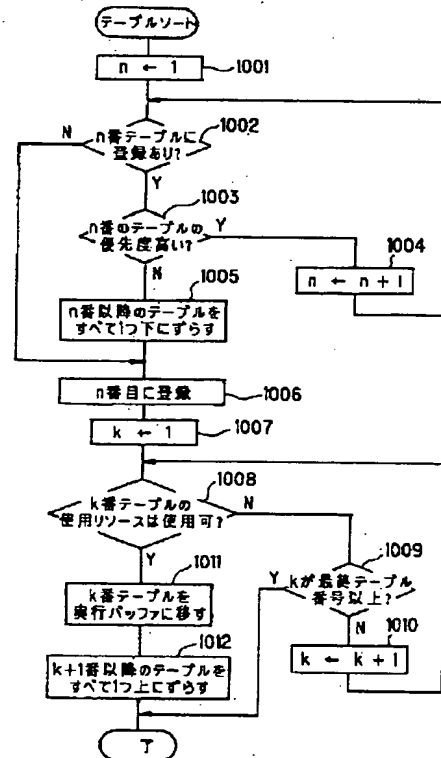 テーブルソート
n ← 1
1001
n番テーブルに
登録あり?
1002
N
Y
n番のテーブルの
優先度高い?
1003
Y
N
1004
n ← n+1
1005
n番以降のテーブルを
すべて1つ下にずらす
n番目に登録
1006
k ← 1
1007
k番テーブルの
使用リソースは使用可?
1008
N
Y
1009
kが最終テーブル
番号以上?
Y
N
1010
k ← k+1
1011
k番テーブルを
実行バッファに移す
1012
k+1番以降のテーブルを
すべて1つ上にずらす
了